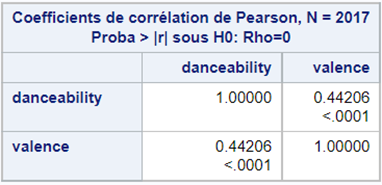 Coefficients de corrélation de Pearson, N = 2017
Proba > |r| sous H0: Rho=0
danceability valence
danceability 1.00000 0.44206
<.0001
valence 0.44206 1.00000
<.0001